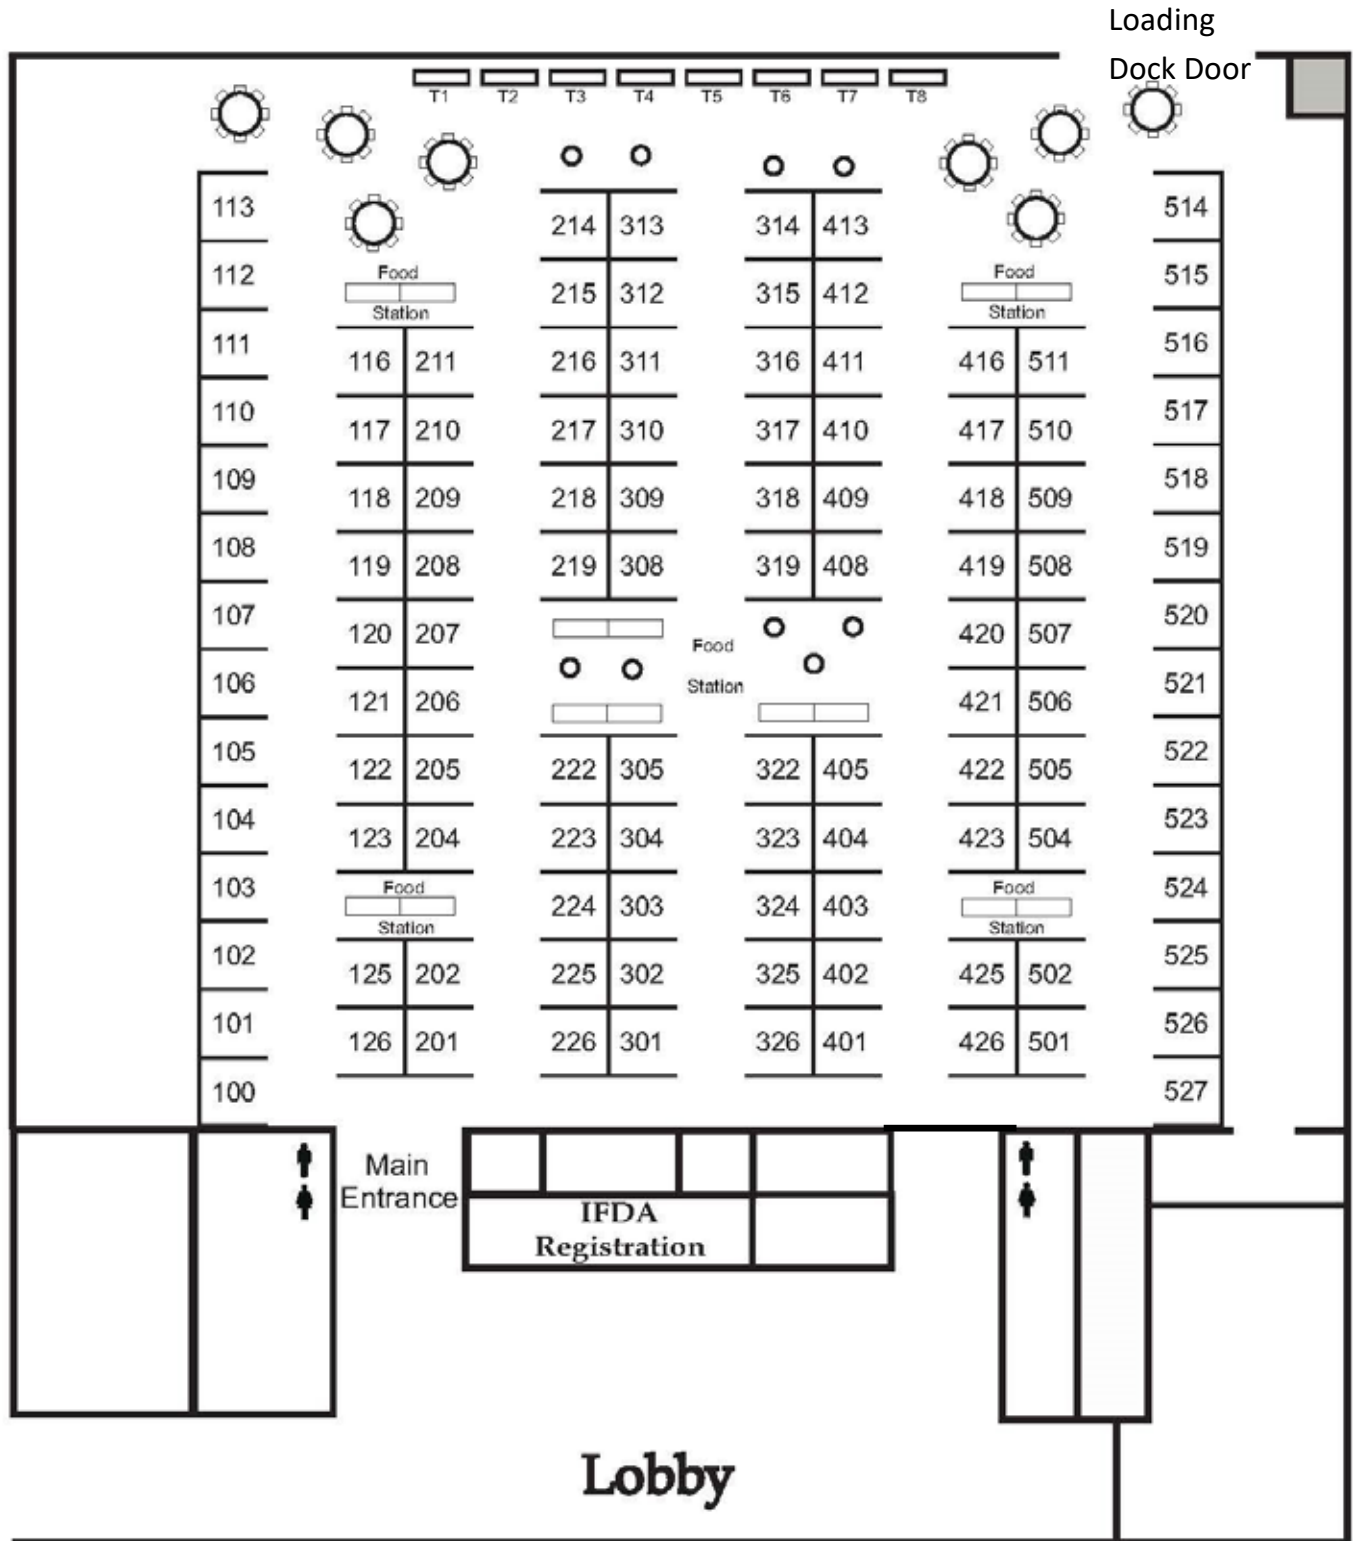 Loading
Dock Door
T1 T2 T3 T4 T5 T6 T7 T8
113 214 313 314 413 514
112 Food 215 312 315 412 Food 515
Station Station
111 116 211 216 311 316 411 416 511 516
110 117 210 217 310 317 410 417 510 517
109 118 209 218 309 318 409 418 509 518
108 119 208 219 308 319 408 419 508 519
107 120 207 Food 420 507 520
106 121 206 Station 421 506 521
105 122 205 222 305 322 405 422 505 522
104 123 204 223 304 323 404 423 504 523
103 Food 224 303 324 403 Food 524
Station Station
102 125 202 225 302 325 402 425 502 525
101 126 201 226 301 326 401 426 501 526
100 527
Main
Entrance
IFDA
Registration
Lobby